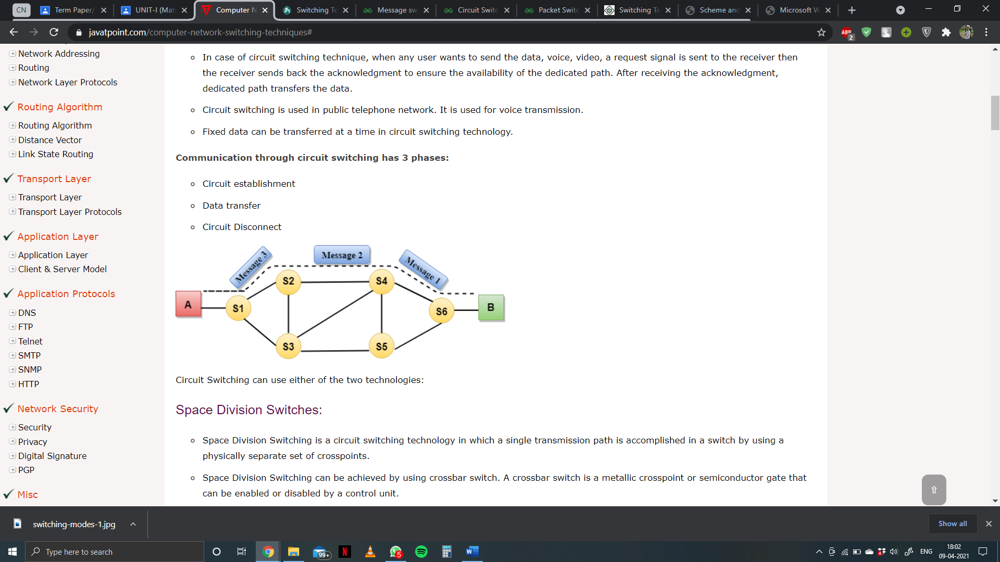 CN
Term Paper/
UNIT-I (Mat
Computer N
Switching Te
Message sw
Circuit Switc
Packet Switc
Switching Te
Scheme and
Microsoft W
javatpoint.com/computer-network-switching-techniques#
ABP
2
Network Addressing
Routing
Network Layer Protocols
Routing Algorithm
Routing Algorithm
Distance Vector
Link State Routing
Transport Layer
Transport Layer
Transport Layer Protocols
Application Layer
Application Layer
Client & Server Model
Application Protocols
DNS
FTP
Telnet
SMTP
SNMP
HTTP
Network Security
Security
Privacy
Digital Signature
PGP
Misc
In case of circuit switching technique, when any user wants to send the data, voice, video, a request signal is sent to the receiver then
the receiver sends back the acknowledgment to ensure the availability of the dedicated path. After receiving the acknowledgment,
dedicated path transfers the data.
Circuit switching is used in public telephone network. It is used for voice transmission.
Fixed data can be transferred at a time in circuit switching technology.
Communication through circuit switching has 3 phases:
Circuit establishment
Data transfer
Circuit Disconnect
Message 3
Message 2
Message 1
S2
S4
A
S1
S6
B
S3
S5
Circuit Switching can use either of the two technologies:
Space Division Switches:
Space Division Switching is a circuit switching technology in which a single transmission path is accomplished in a switch by using a
physically separate set of crosspoints.
Space Division Switching can be achieved by using crossbar switch. A crossbar switch is a metallic crosspoint or semiconductor gate that
can be enabled or disabled by a control unit.
switching-modes-1.jpg
Show all
Type here to search
99+
N
5
W
ENG
18:02
09-04-2021